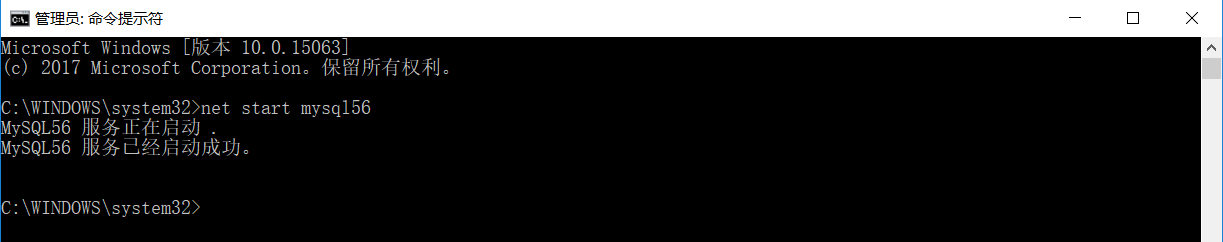 管理员: 命令提示符
Microsoft Windows [版本 10.0.15063]
(c) 2017 Microsoft Corporation。保留所有权利。
C:\WINDOWS\system32>net start mysql56
MySQL56 服务正在启动 .
MySQL56 服务已经启动成功。
C:\WINDOWS\system32>